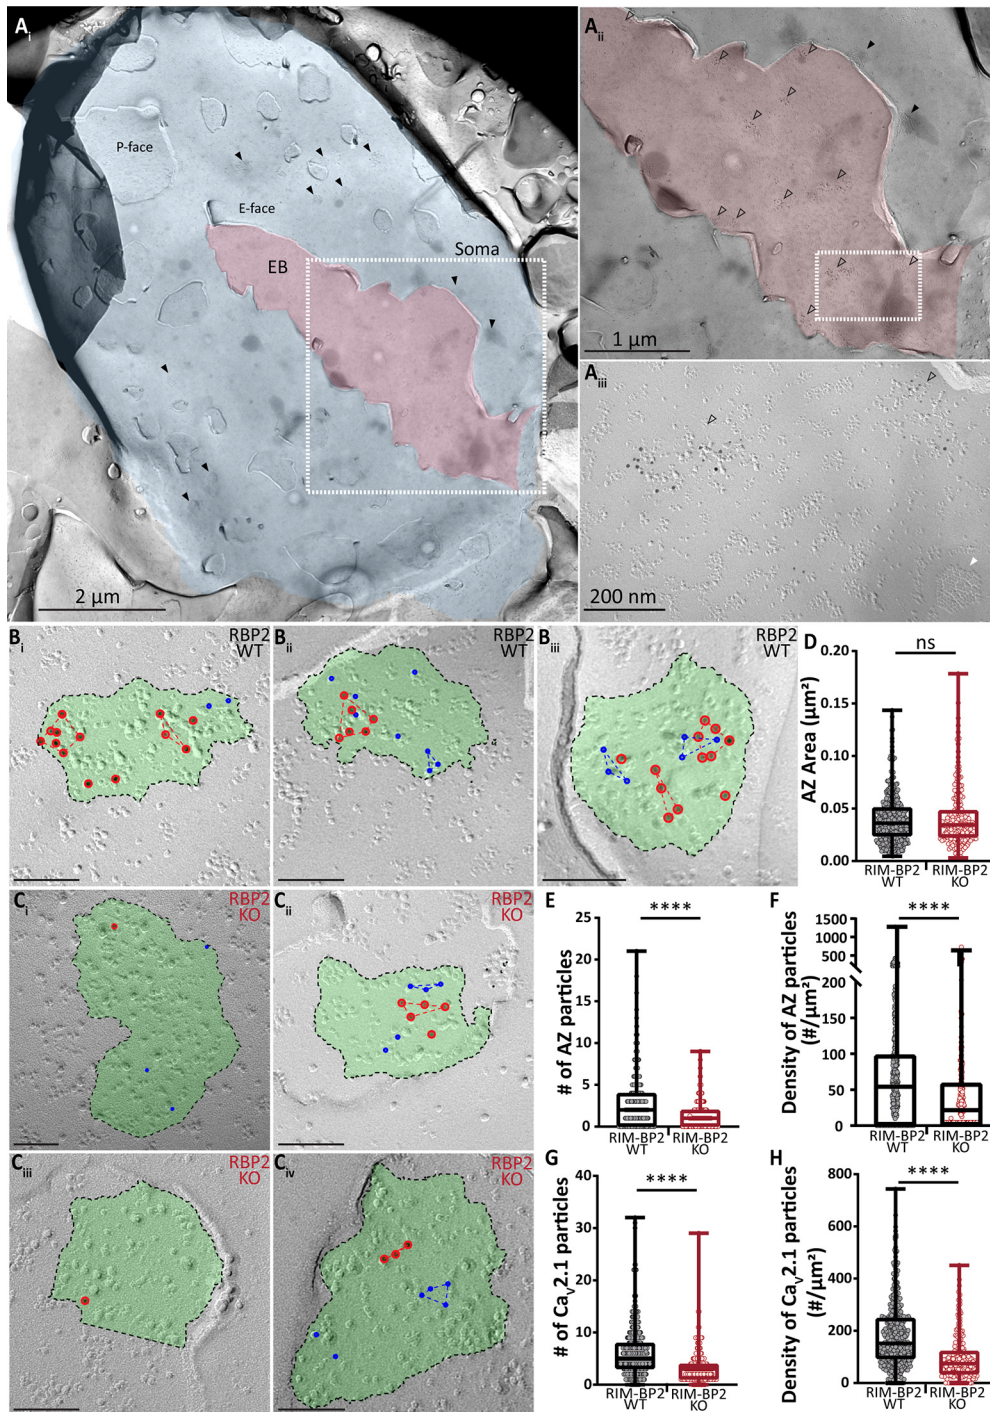 Ai
P-face
E-face
EB
Soma
2 µm
Aii
1 µm
Aiii
200 nm
Bi
RBP2
WT
Bii
RBP2
WT
Biii
RBP2
WT
D
ns
AZ Area (µm²)
0.20
0.15
0.10
0.05
0.00
RIM-BP2
WT
RIM-BP2
KO
Ci
RBP2
KO
Cii
RBP2
KO
E
****
# of AZ particles
25
20
15
10
5
0
RIM-BP2
WT
RIM-BP2
KO
F
****
Density of AZ particles
(#/µm²)
1500
1000
500
200
150
100
50
0
RIM-BP2
WT
RIM-BP2
KO
Ciii
RBP2
KO
Civ
RBP2
KO
G
****
# of CaV2.1 particles
40
30
20
10
0
RIM-BP2
WT
RIM-BP2
KO
H
****
Density of CaV2.1 particles
(#/µm²)
800
600
400
200
0
RIM-BP2
WT
RIM-BP2
KO